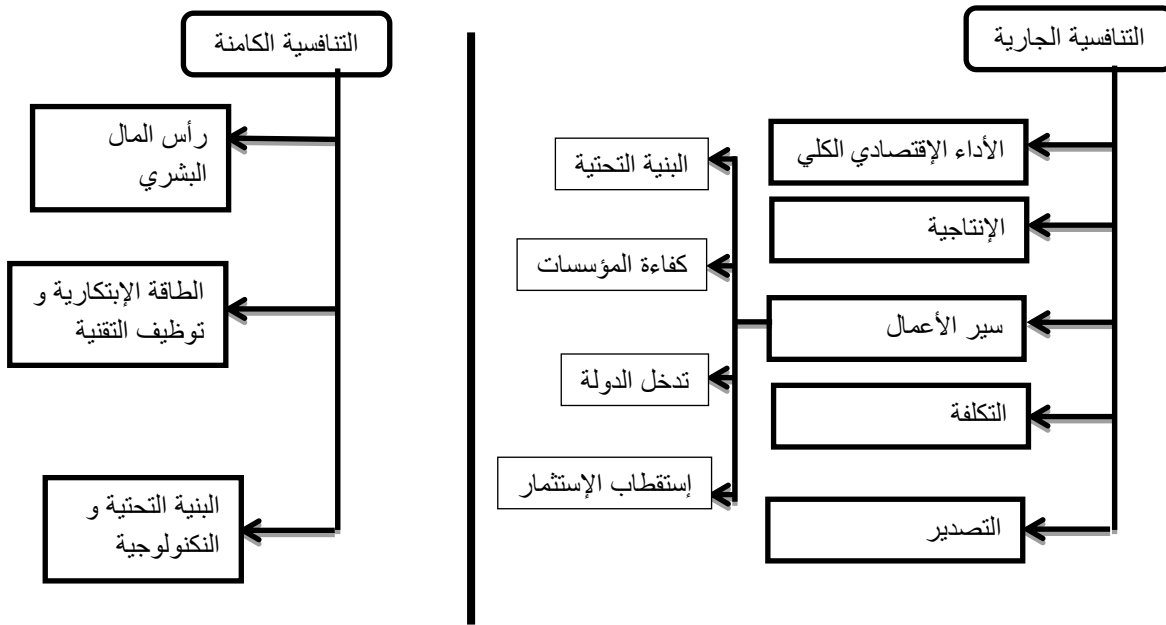 التنافسية الجارية
الأداء الإقتصادي الكلي
الإنتاجية
سير الأعمال
التكلفة
التصدير
البنية التحتية
كفاءة المؤسسات
تدخل الدولة
إستقطاب الإستثمار
التنافسية الكامنة
رأس المال
البشري
الطاقة الإبتكارية و
توظيف التقنية
البنية التحتية و
التكنولوجية